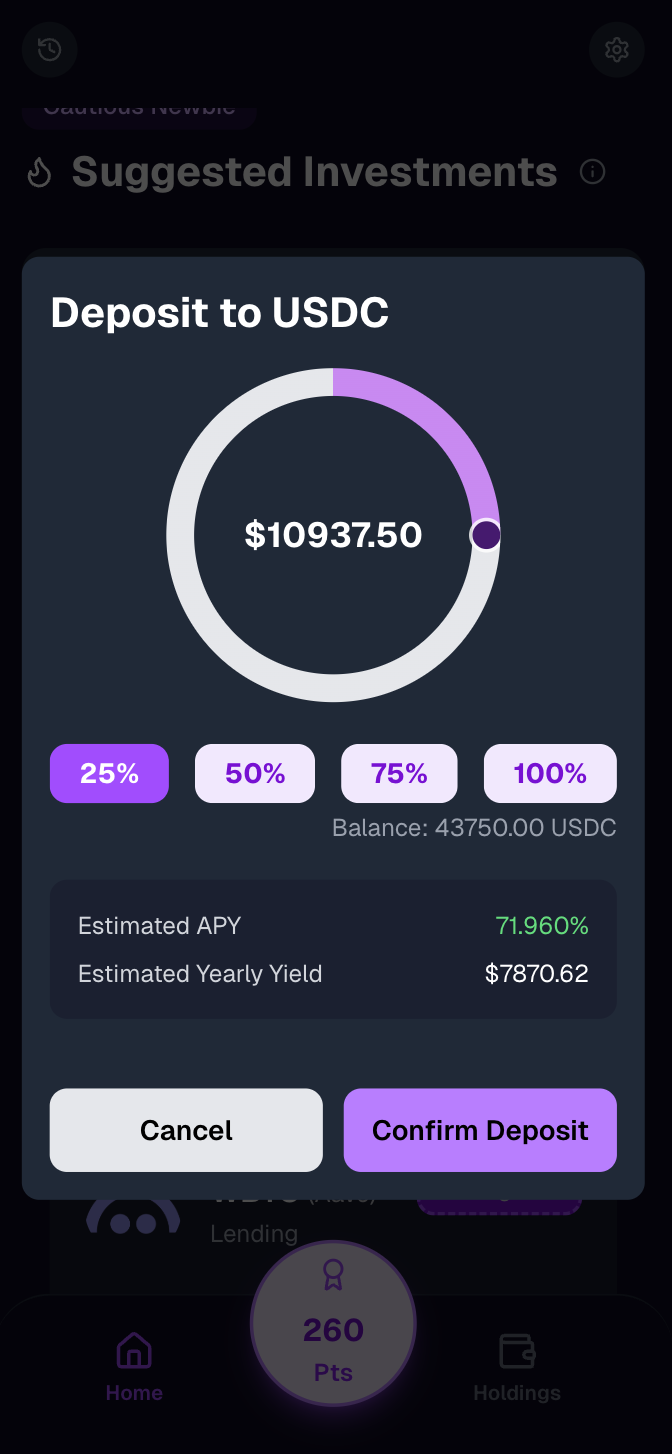 Cautious Newbie
Suggested Investments
Deposit to USDC
$10937.50
25% 50% 75% 100%
Balance: 43750.00 USDC
Estimated APY 71.960%
Estimated Yearly Yield $7870.62
Cancel Confirm Deposit
WBTC (Aave)
Lending
260
Pts
Home Holdings